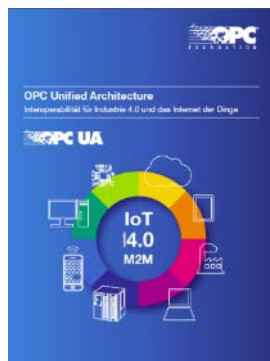 OPC
FOUNDATION
OPC Unified Architecture
Interoperabilität für Industrie 4.0 und das Internet der Dinge
OPC UA
IoT
I4.0
M2M